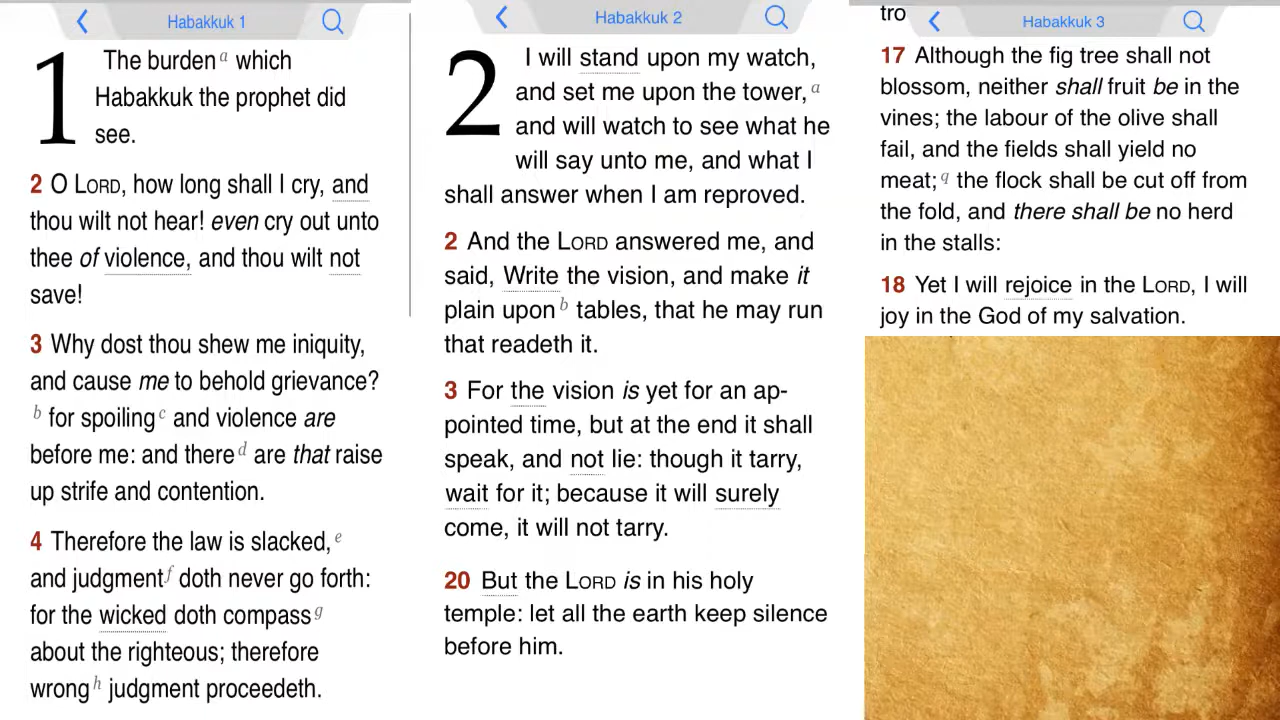 Habakkuk 1
1 The burden a which
Habakkuk the prophet did
see.
2 O LORD, how long shall I cry, and
thou wilt not hear! even cry out unto
thee of violence, and thou wilt not
save!
3 Why dost thou shew me iniquity,
and cause me to behold grievance?
b for spoiling c and violence are
before me: and there d are that raise
up strife and contention.
4 Therefore the law is slacked, e
and judgment f doth never go forth:
for the wicked doth compass g
about the righteous; therefore
wrong h judgment proceedeth.
Habakkuk 2
2 I will stand upon my watch,
and set me upon the tower, a
and will watch to see what he
will say unto me, and what I
shall answer when I am reproved.
2 And the LORD answered me, and
said, Write the vision, and make it
plain upon b tables, that he may run
that readeth it.
3 For the vision is yet for an ap-
pointed time, but at the end it shall
speak, and not lie: though it tarry,
wait for it; because it will surely
come, it will not tarry.
20 But the LORD is in his holy
temple: let all the earth keep silence
before him.
tro
Habakkuk 3
17 Although the fig tree shall not
blossom, neither shall fruit be in the
vines; the labour of the olive shall
fail, and the fields shall yield no
meat; q the flock shall be cut off from
the fold, and there shall be no herd
in the stalls:
18 Yet I will rejoice in the LORD, I will
joy in the God of my salvation.